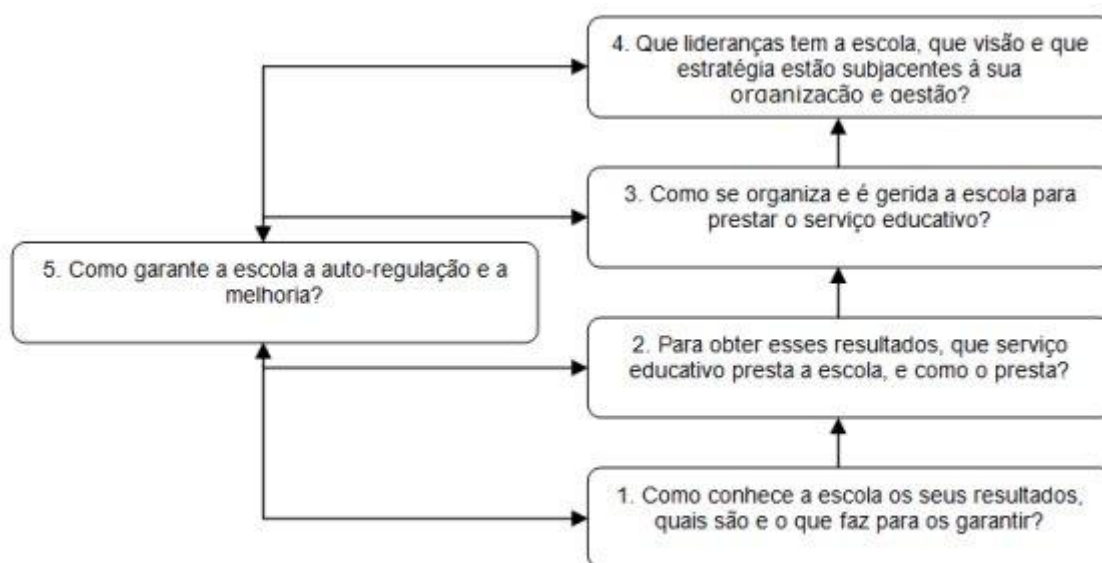 4. Que lideranças tem a escola, que visão e que
estratégia estão subjacentes á sua
organização e gestão?
3. Como se organiza e é gerida a escola para
prestar o serviço educativo?
5. Como garante a escola a auto-regulação e a
melhoria?
2. Para obter esses resultados, que serviço
educativo presta a escola, e como o presta?
1. Como conhece a escola os seus resultados,
quais são e o que faz para os garantir?